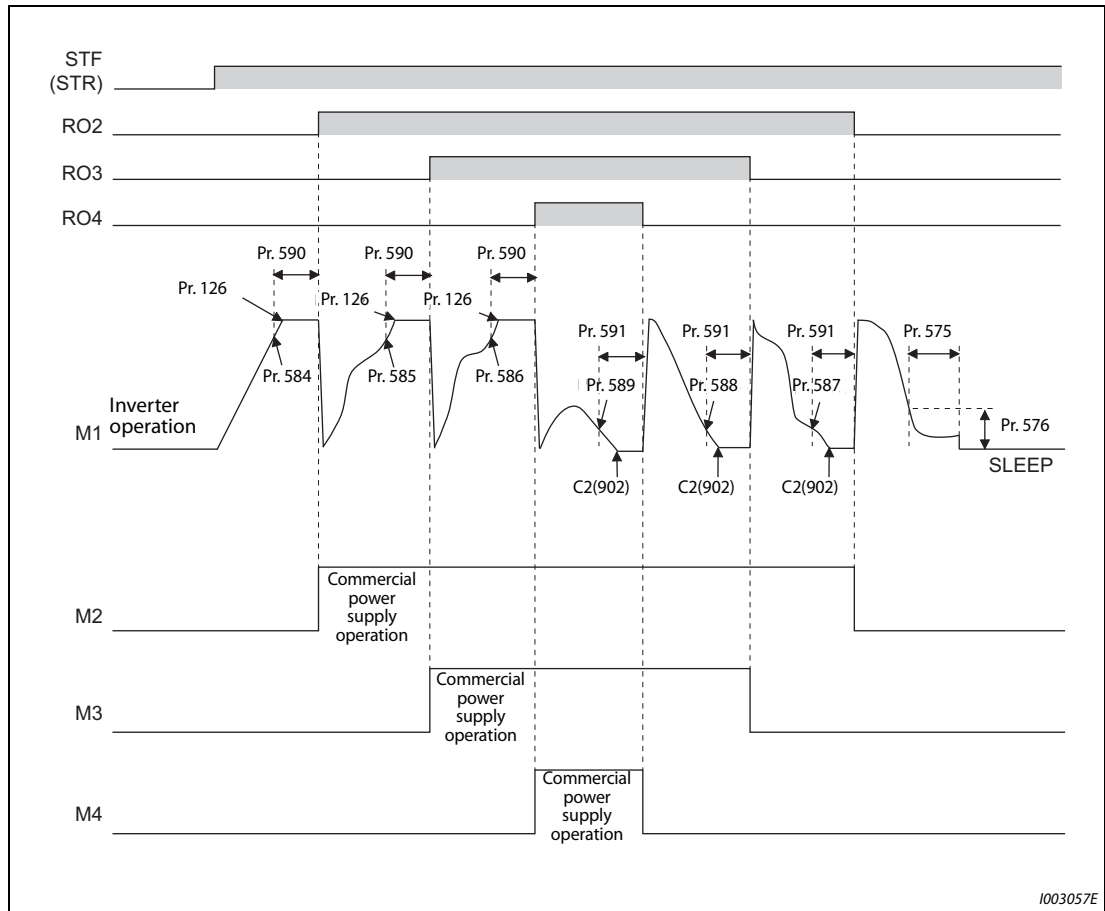 STF
(STR)
RO2
RO3
RO4
Pr. 590
Pr. 590
Pr. 590
Pr. 126
Pr. 126
Pr. 126
Pr. 591
Pr. 591
Pr. 591
Pr. 575
Pr. 584
Pr. 585
Pr. 586
Pr. 589
Pr. 588
Pr. 587
Inverter
operation
Pr. 576
M1
SLEEP
C2(902)
C2(902)
C2(902)
M2
Commercial
power
supply
operation
M3
Commercial
power
supply
operation
M4
Commercial
power
supply
operation
I003057E